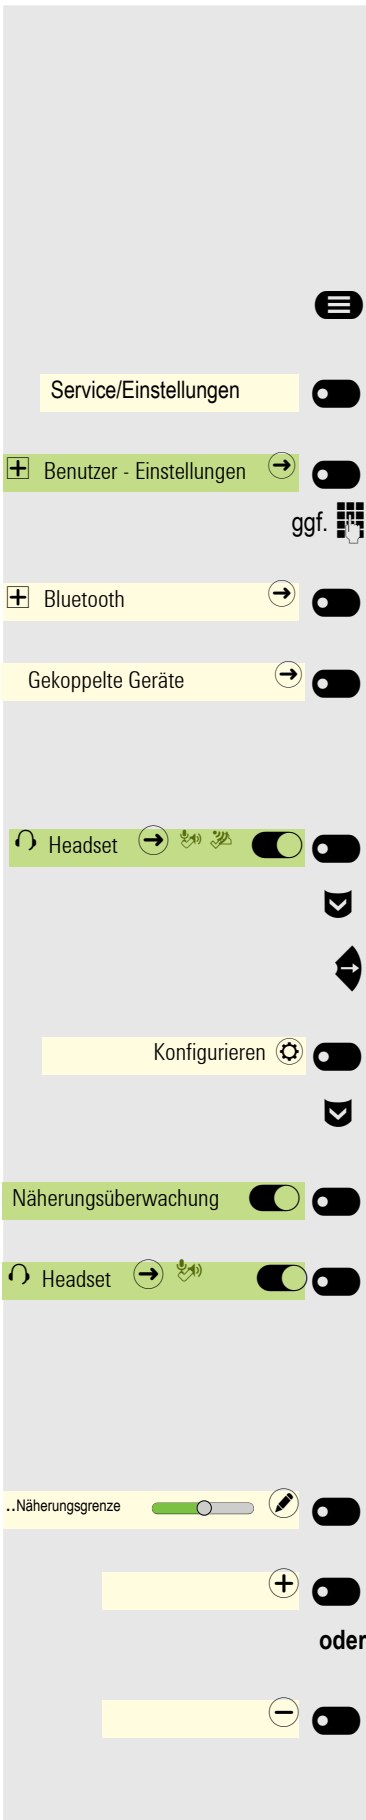 Service/Einstellungen
Benutzer - Einstellungen
ggf.
Bluetooth
Gekoppelte Geräte
Headset
Konfigurieren
Näherungsüberwachung
Headset
..Näherungsgrenze
oder